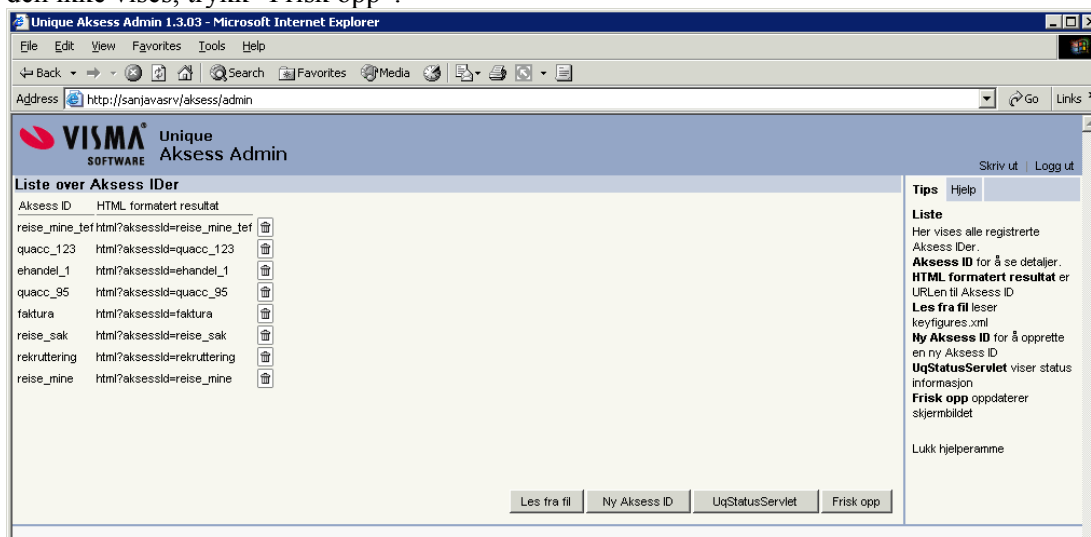 den ikke vises, trykk "Frisk opp".
Unique Aksess Admin 1.3.03 - Microsoft Internet Explorer
File Edit View Favorites Tools Help
Back Search Favorites Media
Address http://sanjavasrv/aksess/admin Go Links
VISMA SOFTWARE
Unique
Aksess Admin
Skriv ut | Logg ut
Liste over Aksess IDer
Aksess ID HTML formatert resultat
reise_mine_tef html?aksessId=reise_mine_tef
quacc_123 html?aksessId=quacc_123
ehandel_1 html?aksessId=ehandel_1
quacc_95 html?aksessId=quacc_95
faktura html?aksessId=faktura
reise_sak html?aksessId=reise_sak
rekruttering html?aksessId=rekruttering
reise_mine html?aksessId=reise_mine
Les fra fil Ny Aksess ID UqStatusServlet Frisk opp
Tips Hjelp
Liste
Her vises alle registrerte
Aksess IDer.
Aksess ID for å se detaljer.
HTML formatert resultat er
URLen til Aksess ID
Les fra fil leser
keyfigures.xml
Ny Aksess ID for å opprette
en ny Aksess ID
UqStatusServlet viser status
informasjon
Frisk opp oppdaterer
skjermbildet
Lukk hjelperamme